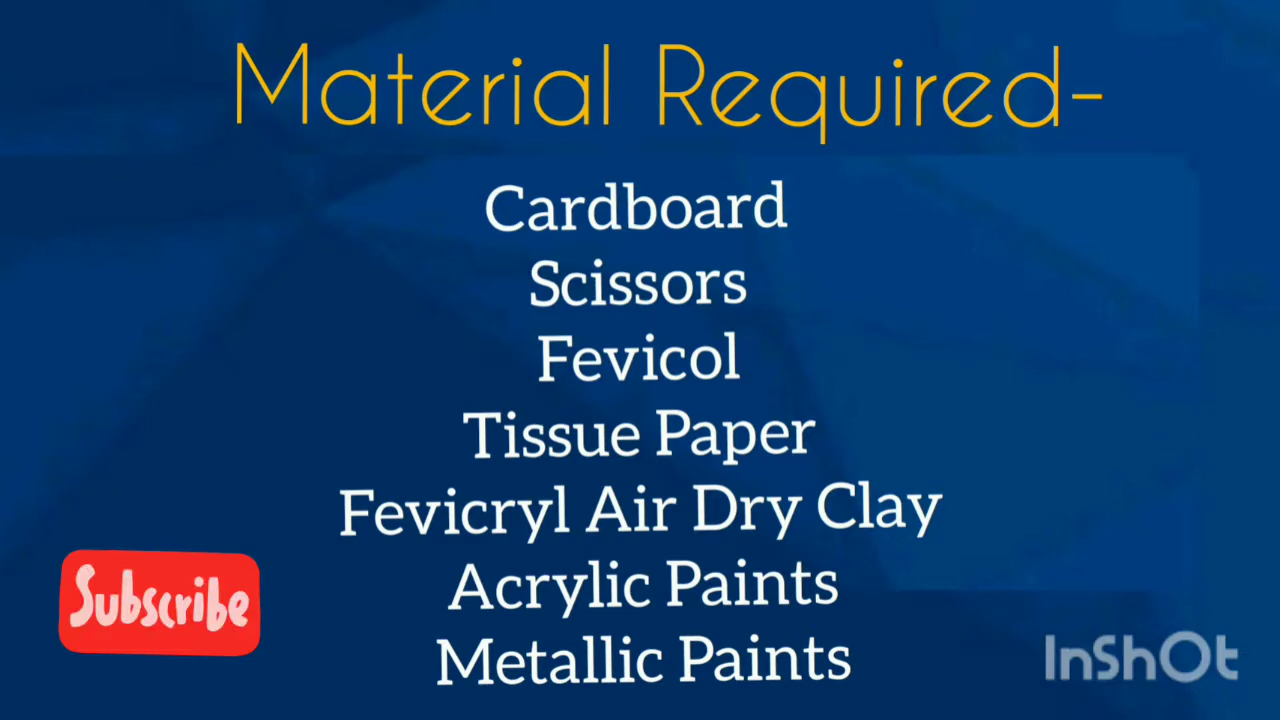 Material Required-
Cardboard
Scissors
Fevicol
Tissue Paper
Fevicryl Air Dry Clay
Acrylic Paints
Metallic Paints
Subscribe
InShOt